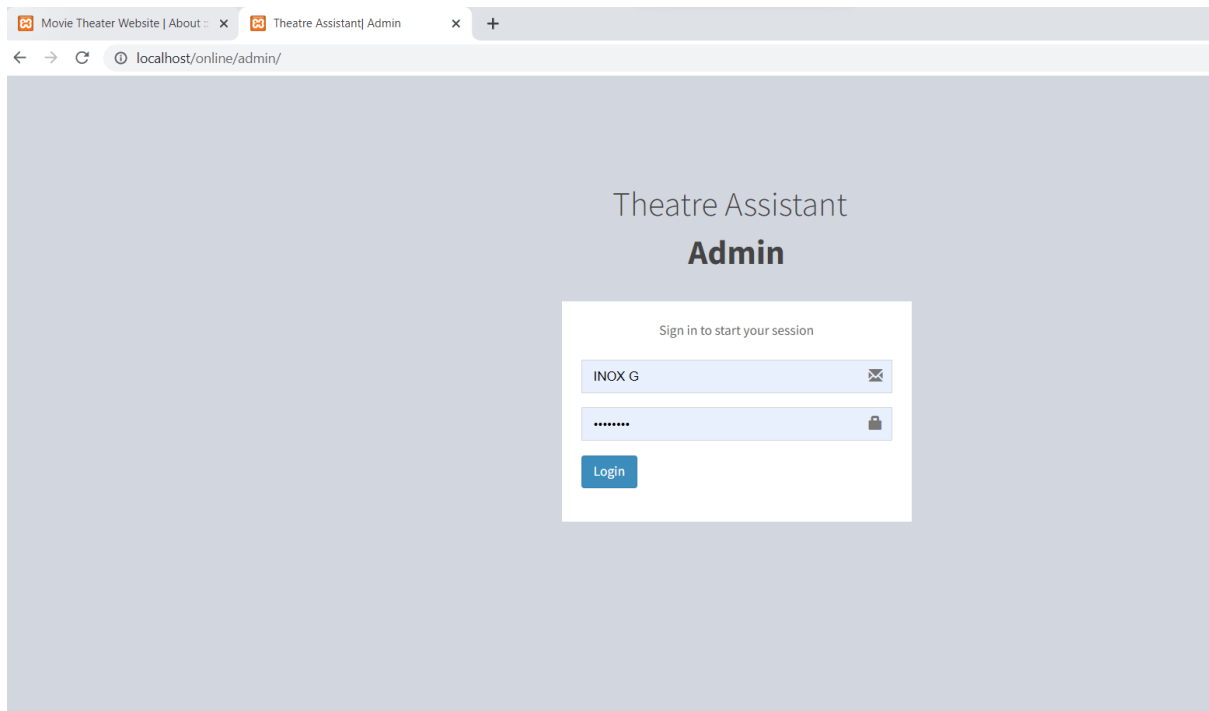 Movie Theater Website | About ::
Theatre Assistant| Admin
localhost/online/admin/
Theatre Assistant
Admin
Sign in to start your session
INOX G
••••••••
Login